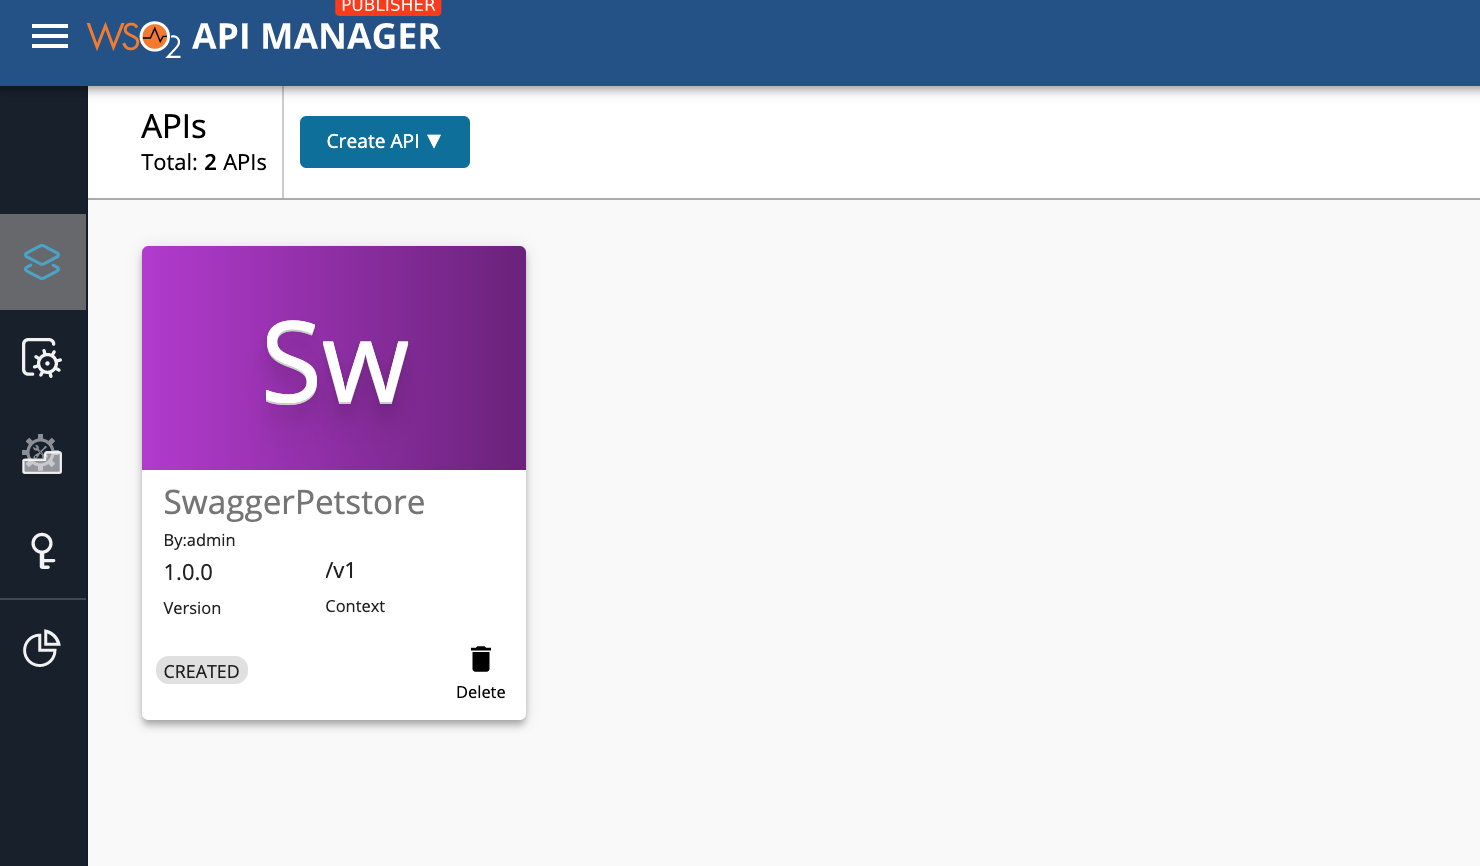 PUBLISHER
WSO2 API MANAGER
APIs
Total: 2 APIs
Create API ▼
Sw
SwaggerPetstore
By:admin
1.0.0
/v1
Version
Context
CREATED
Delete